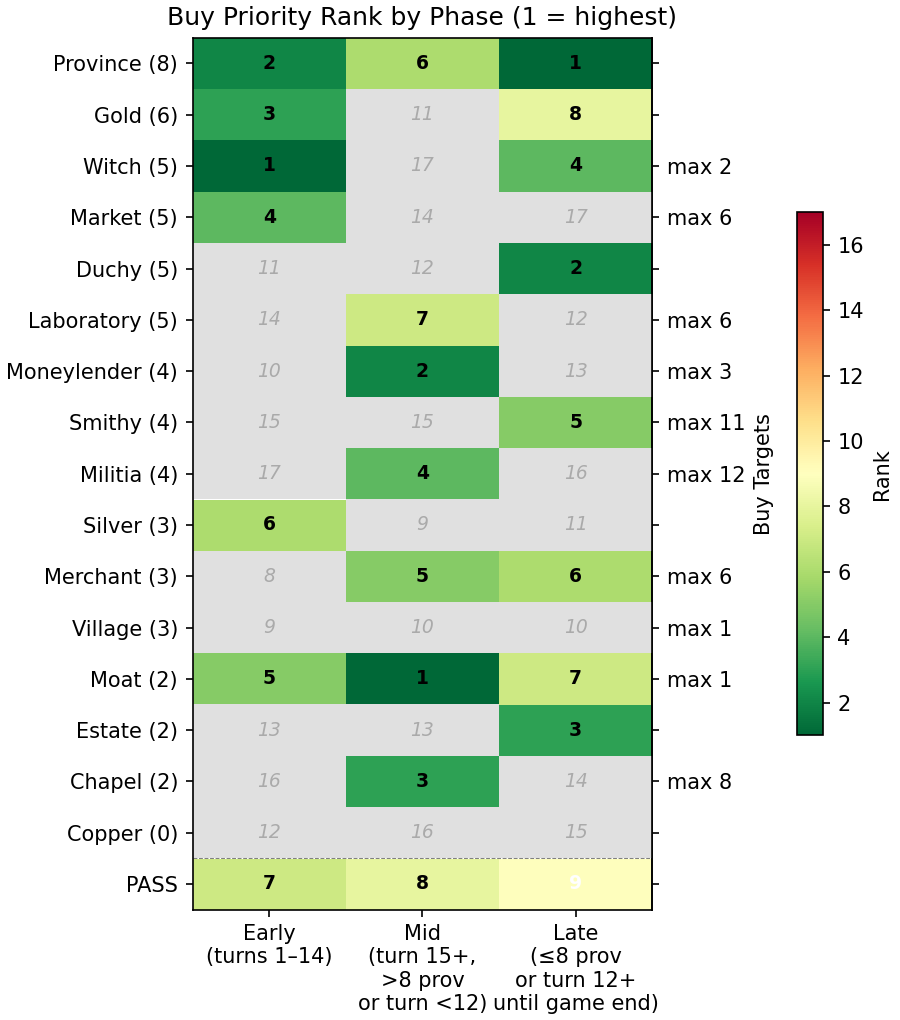 Buy Priority Rank by Phase (1 = highest)
Province (8) 2 6 1
Gold (6) 3 11 8
Witch (5) 1 17 4 max 2
Market (5) 4 14 17 max 6
Duchy (5) 11 12 2
Laboratory (5) 14 7 12 max 6
Moneylender (4) 10 2 13 max 3
Smithy (4) 15 15 5 max 11
Militia (4) 17 4 16 max 12
Silver (3) 6 9 11
Merchant (3) 8 5 6 max 6
Village (3) 9 10 10 max 1
Moat (2) 5 1 7 max 1
Estate (2) 13 13 3
Chapel (2) 16 3 14 max 8
Copper (0) 12 16 15
PASS 7 8 9
Early
(turns 1–14)
Mid
(turn 15+,
>8 prov
or turn <12)
Late
(≤8 prov
or turn 12+
until game end)
Buy Targets
16
14
12
10
8
6
4
2
Rank